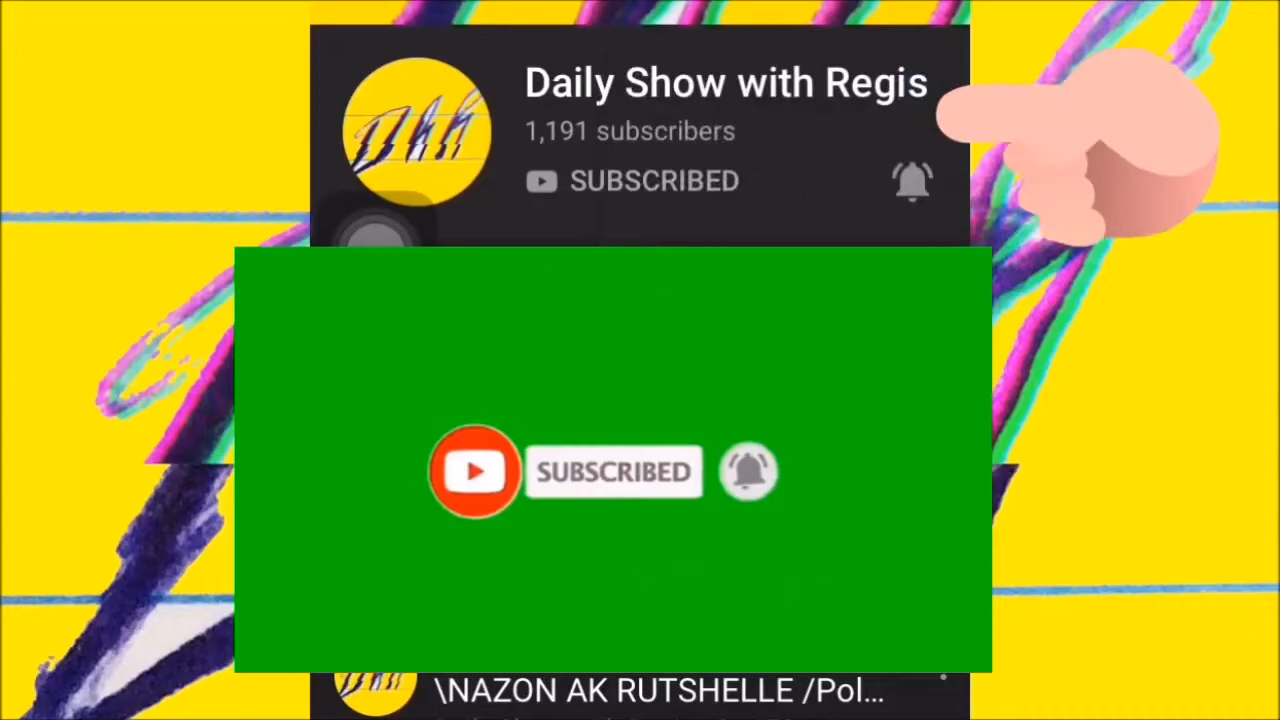 Daily Show with Regis
1,191 subscribers
SUBSCRIBED
SUBSCRIBED
\NAZON AK RUTSHELLE /Pol...